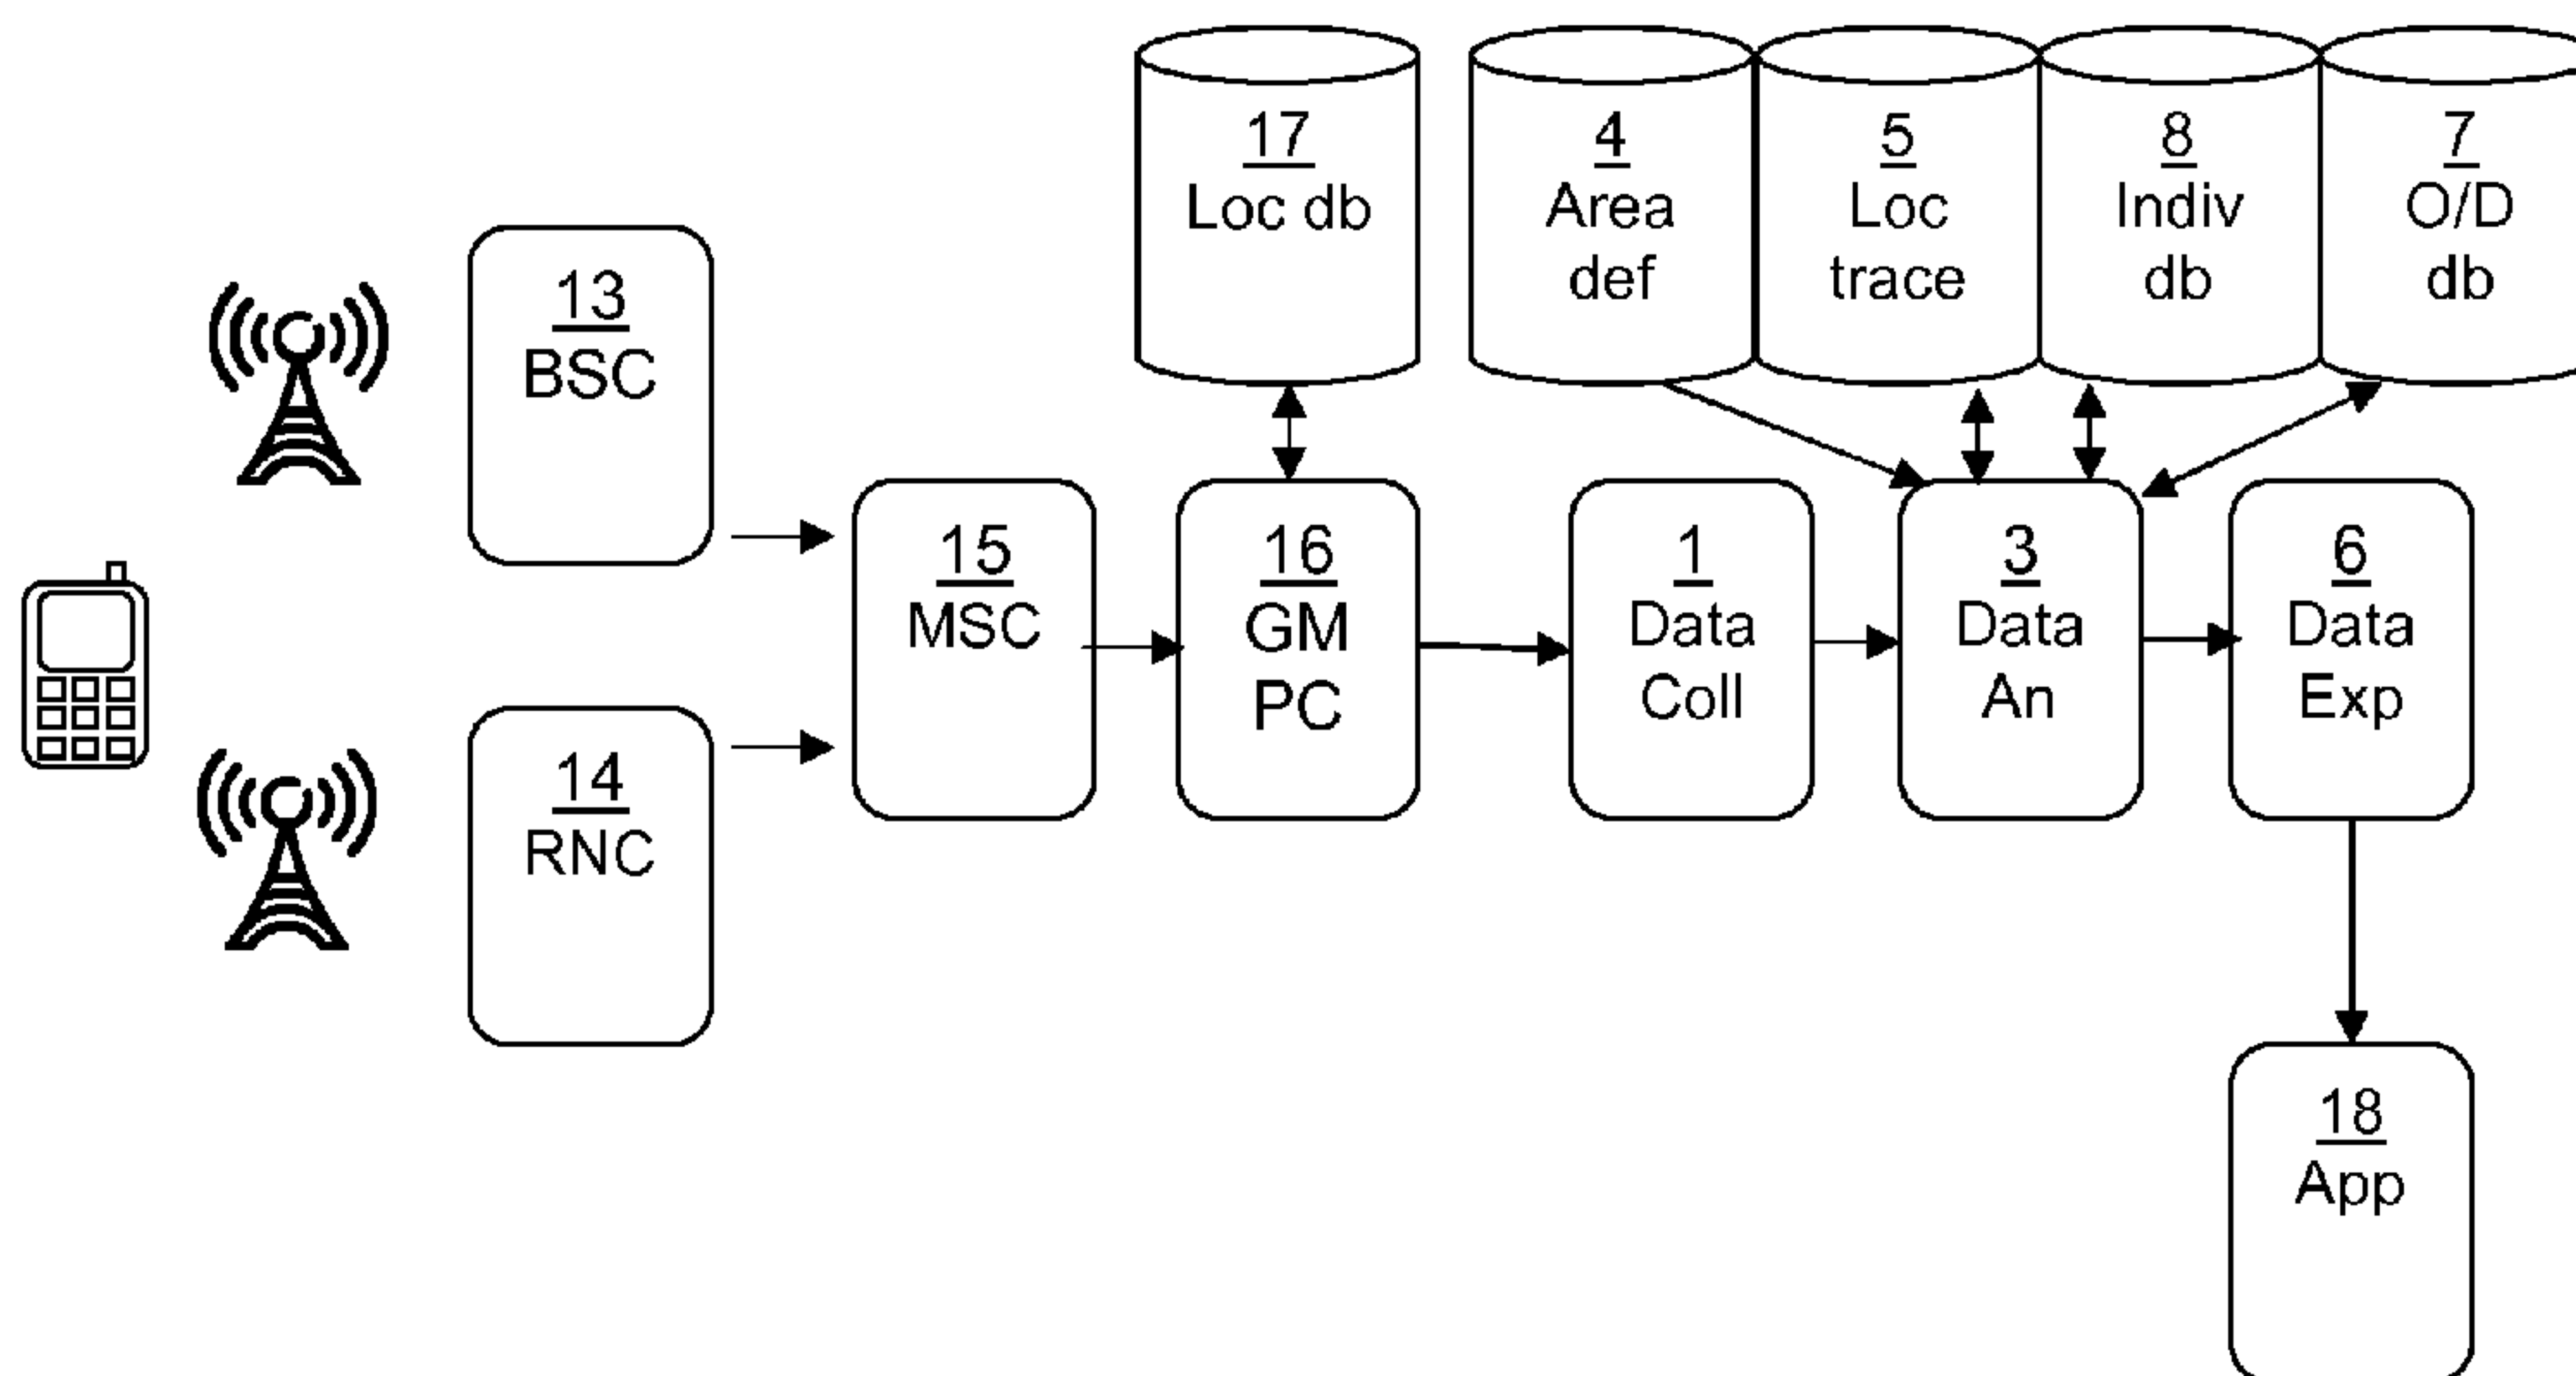 17
Loc db
4
Area
def
5
Loc
trace
8
Indiv
db
7
O/D
db
13
BSC
15
MSC
16
GM
PC
1
Data
Coll
3
Data
An
6
Data
Exp
14
RNC
18
App